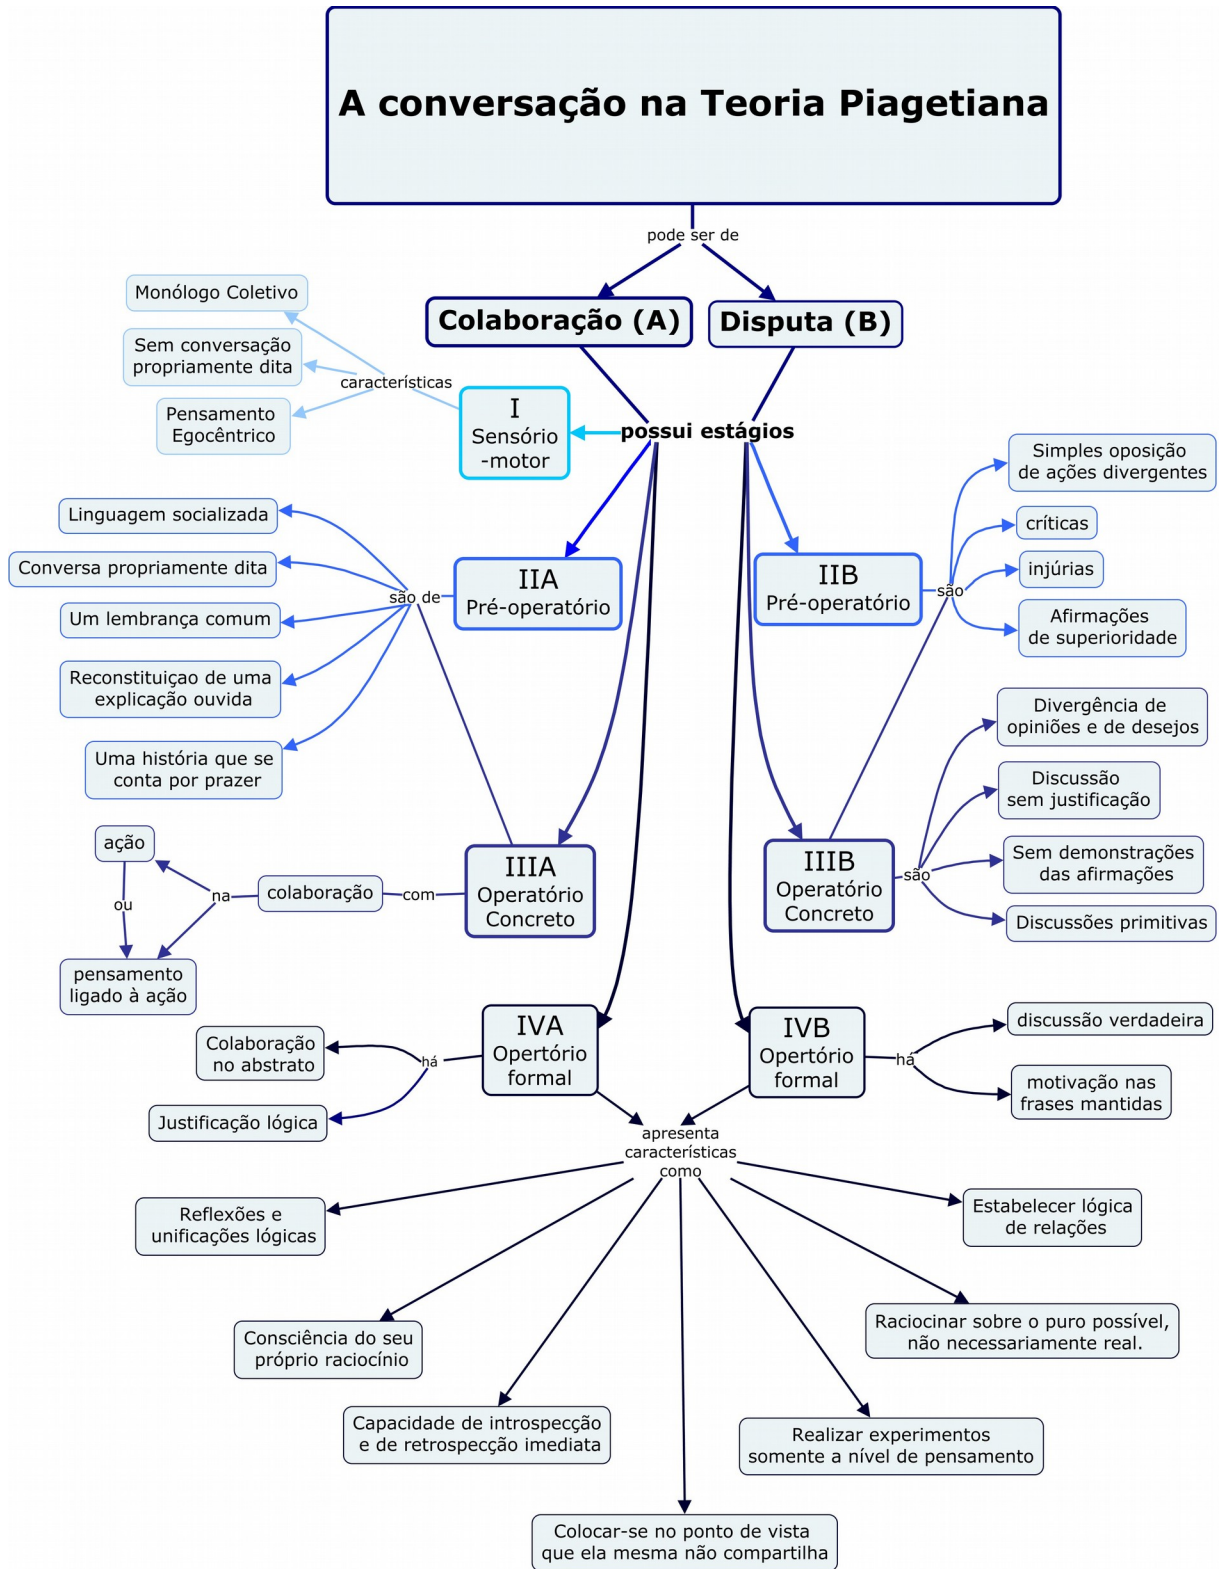 A conversação na Teoria Piagetiana
pode ser de
Colaboração (A)
Disputa (B)
possui estágios
I
Sensório
-motor
características
Monólogo Coletivo
Sem conversação
propriamente dita
Pensamento
Egocêntrico
IIA
Pré-operatório
são de
Linguagem socializada
Conversa propriamente dita
Um lembrança comum
Reconstituiçao de uma
explicação ouvida
Uma história que se
conta por prazer
IIB
Pré-operatório
são
Simples oposição
de ações divergentes
críticas
injúrias
Afirmações
de superioridade
IIIA
Operatório
Concreto
com
colaboração
na
ação
ou
pensamento
ligado à ação
IIIB
Operatório
Concreto
são
Divergência de
opiniões e de desejos
Discussão
sem justificação
Sem demonstrações
das afirmações
Discussões primitivas
IVA
Opertório
formal
há
Colaboração
no abstrato
Justificação lógica
IVB
Opertório
formal
há
discussão verdadeira
motivação nas
frases mantidas
apresenta
características
como
Reflexões e
unificações lógicas
Consciência do seu
próprio raciocínio
Capacidade de introspecção
e de retrospecção imediata
Colocar-se no ponto de vista
que ela mesma não compartilha
Realizar experimentos
somente a nível de pensamento
Raciocinar sobre o puro possível,
não necessariamente real.
Estabelecer lógica
de relações